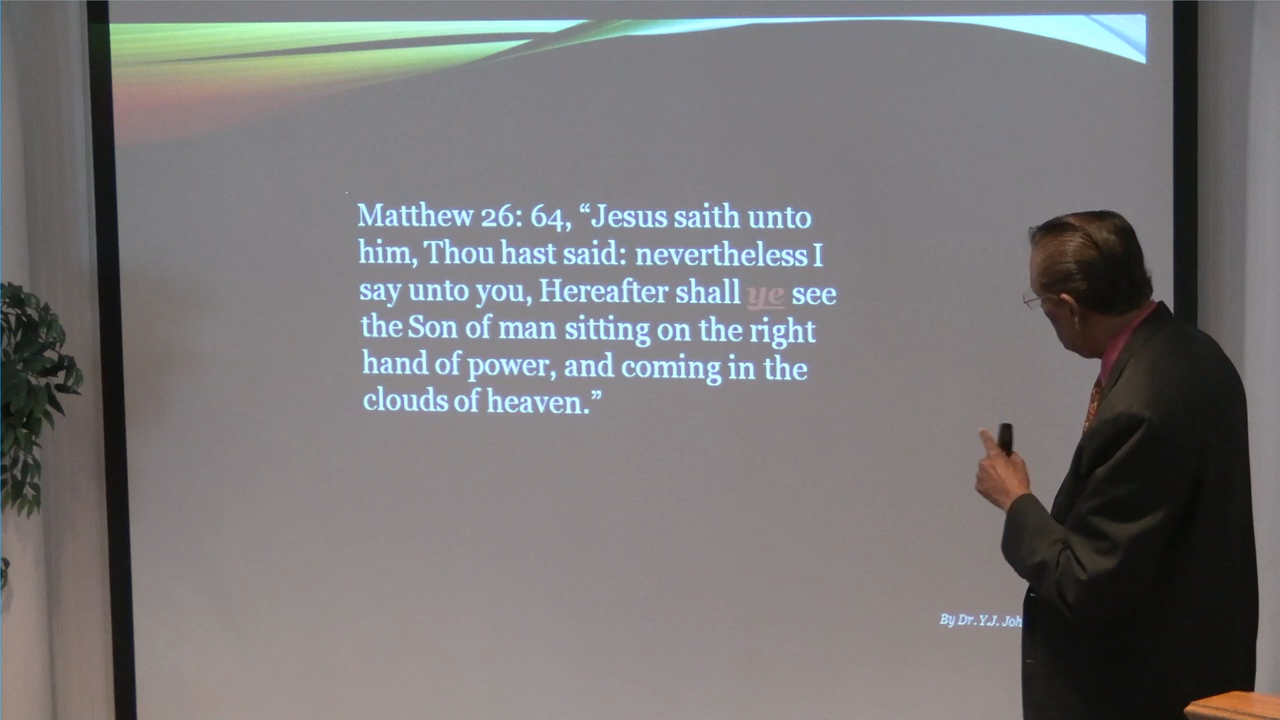 Matthew 26: 64, “Jesus saith unto
him, Thou hast said: nevertheless I
say unto you, Hereafter shall ye see
the Son of man sitting on the right
hand of power, and coming in the
clouds of heaven.”
By Dr. Y.J. Joh